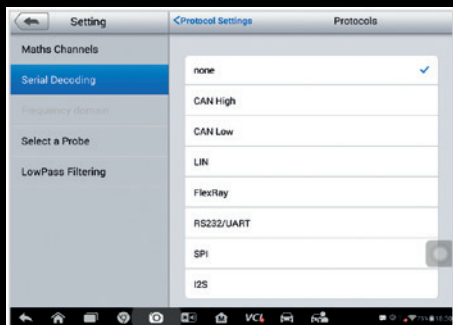 Setting
Maths Channels
Serial Decoding
Frequency domain
Select a Probe
LowPass Filtering
<Protocol Settings
Protocols
none
CAN High
CAN Low
LIN
FlexRay
RS232/UART
SPI
I2S
VCI